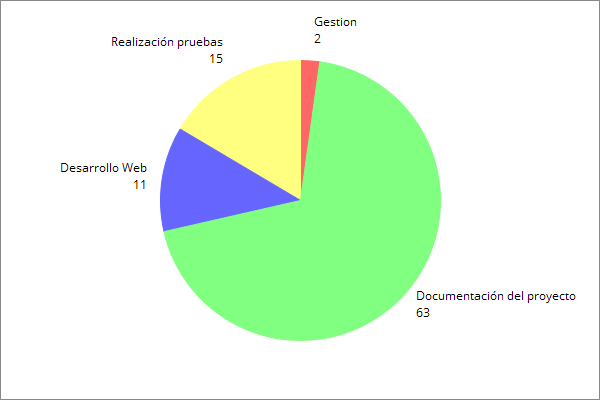 Gestion
2
Realización pruebas
15
Desarrollo Web
11
Documentación del proyecto
63